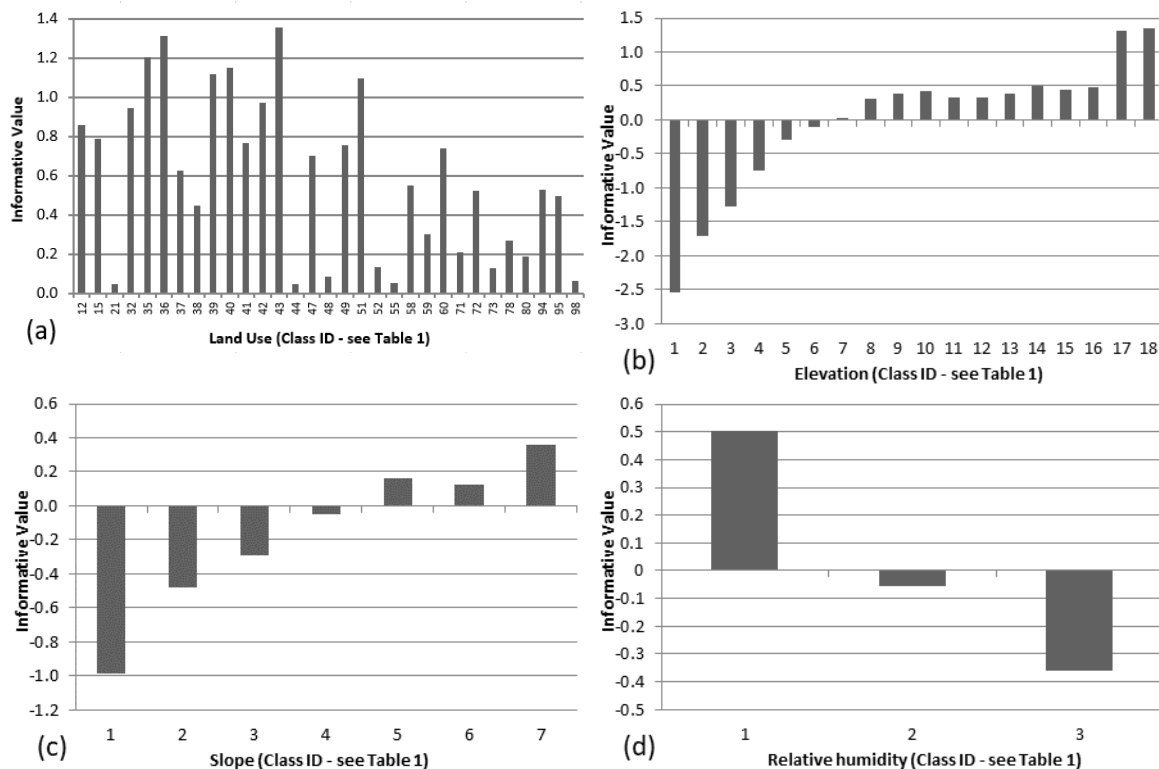 1.4
1.2
1.0
0.8
0.6
0.4
0.2
0.0
Informative Value
12 15 21 32 35 36 37 38 39 40 41 42 43 44 47 48 49 51 52 55 58 59 60 71 72 73 78 80 94 95 98
(a)
Land Use (Class ID - see Table 1)
1.5
1.0
0.5
0.0
-0.5
-1.0
-1.5
-2.0
-2.5
-3.0
Informative Value
1 2 3 4 5 6 7 8 9 10 11 12 13 14 15 16 17 18
(b)
Elevation (Class ID - see Table 1)
0.6
0.4
0.2
0.0
-0.2
-0.4
-0.6
-0.8
-1.0
-1.2
Informative Value
1 2 3 4 5 6 7
(c)
Slope (Class ID - see Table 1)
0.6
0.5
0.4
0.3
0.2
0.1
0
-0.1
-0.2
-0.3
-0.4
-0.5
Informative Value
1 2 3
(d)
Relative humidity (Class ID - see Table 1)